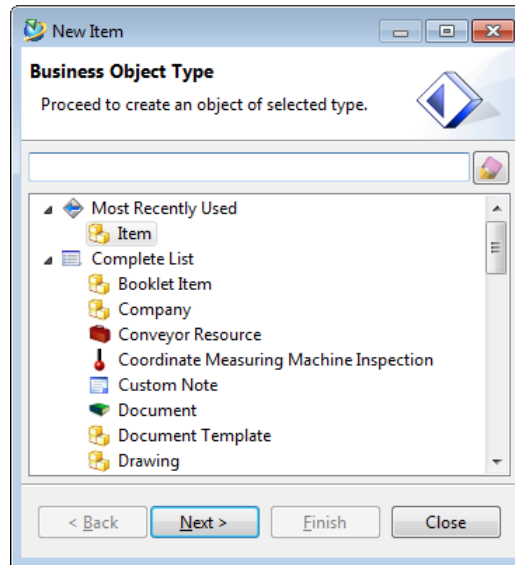 New Item
Business Object Type
Proceed to create an object of selected type.
Most Recently Used
Item
Complete List
Booklet Item
Company
Conveyor Resource
Coordinate Measuring Machine Inspection
Custom Note
Document
Document Template
Drawing
< Back Next > Finish Close